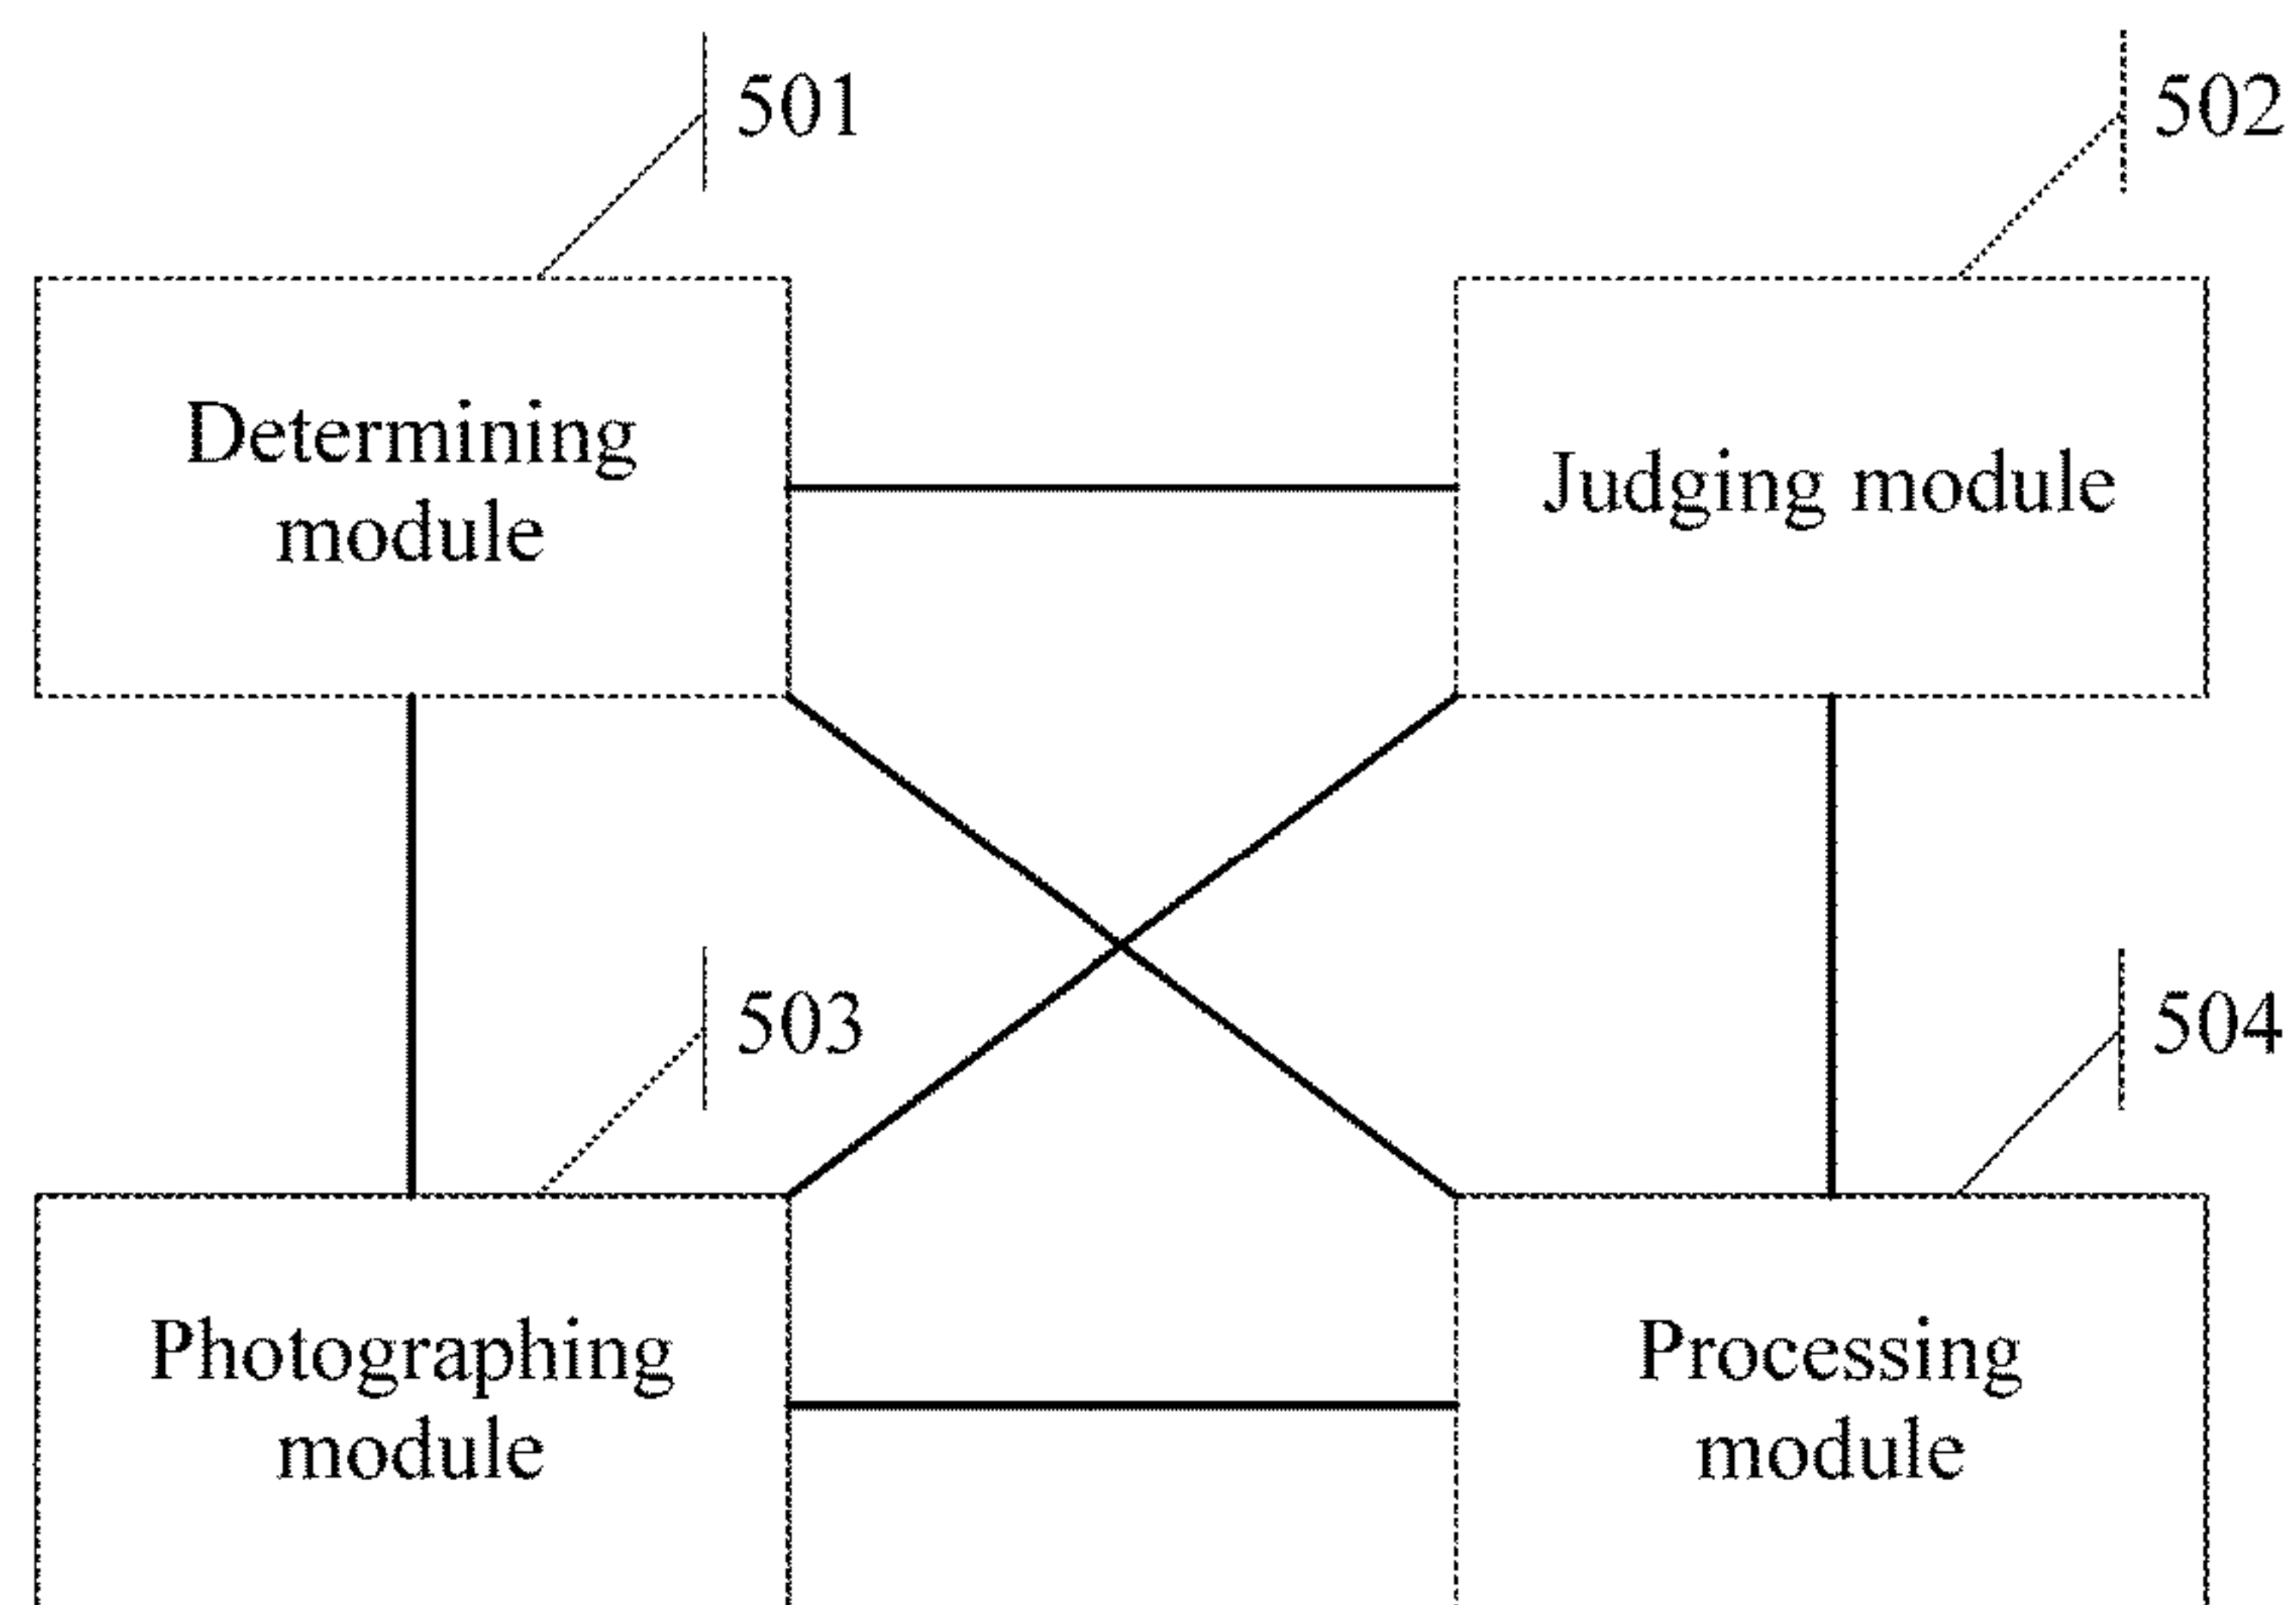 501
502
Determining
module
Judging module
503
504
Photographing
module
Processing
module